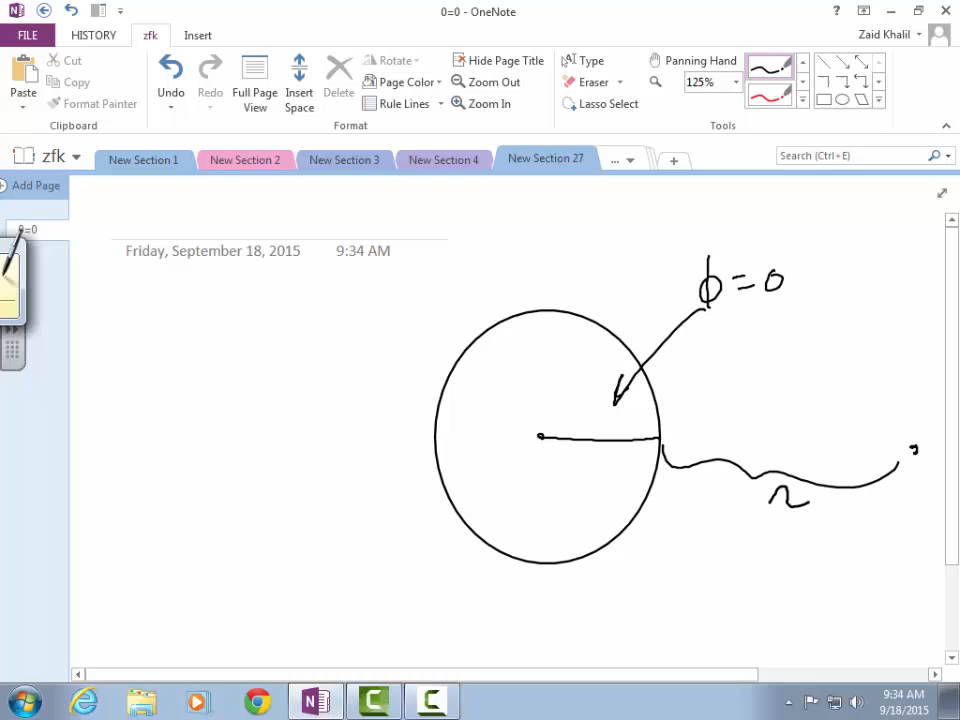 0=0 - OneNote
FILE HISTORY zfk Insert Zaid Khalil
Cut Rotate Hide Page Title Type Panning Hand
Copy Page Color Zoom Out Eraser 125%
Paste Format Painter Undo Redo Full Page View Insert Space Delete Rule Lines Zoom In Lasso Select
Clipboard Format Tools
zfk New Section 1 New Section 2 New Section 3 New Section 4 New Section 27 ... Search (Ctrl+E)
Add Page
0=0
Friday, September 18, 2015 9:34 AM
ϕ = 0
r
9:34 AM
9/18/2015